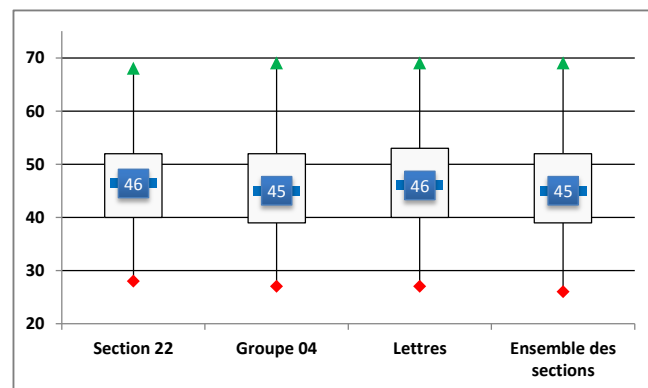 70
60
50
40
30
20
46
45
46
45
Section 22
Groupe 04
Lettres
Ensemble des
sections